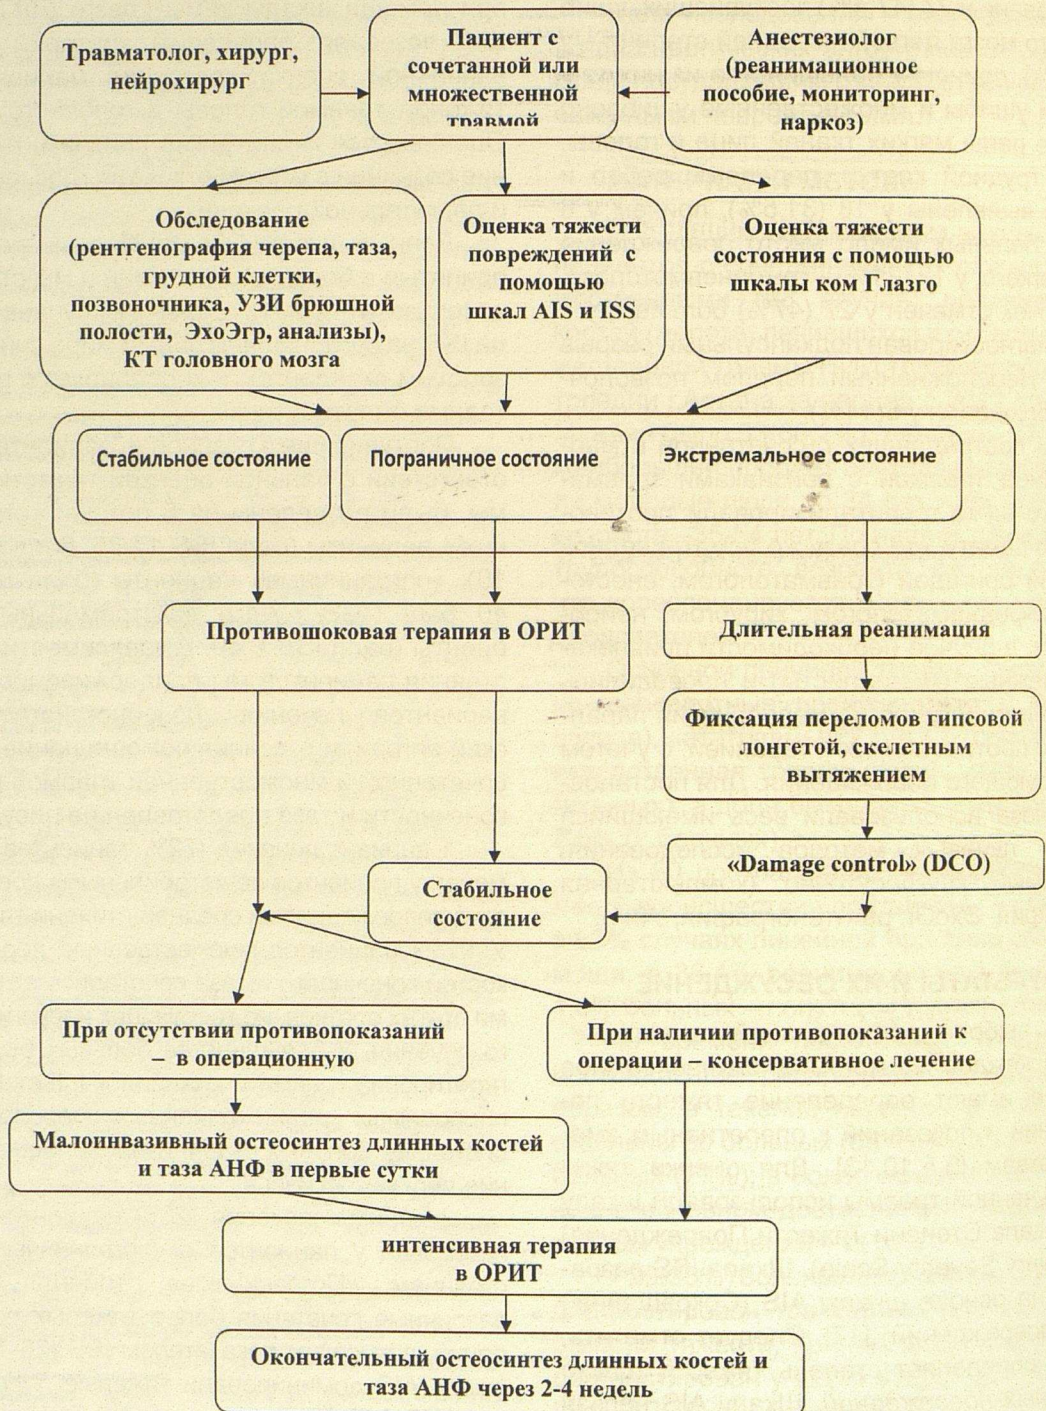 Травматолог, хирург,
нейрохирург
Пациент с
сочетанной или
множественной
травмой
Анестезиолог
(реанимационное
пособие, мониторинг,
наркоз)
Обследование
(рентгенография черепа, таза,
грудной клетки,
позвоночника, УЗИ брюшной
полости, ЭхоЭгр, анализы),
КТ головного мозга
Оценка тяжести
повреждений с
помощью
шкал AIS и ISS
Оценка тяжести
состояния с помощью
шкалы ком Глазго
Стабильное состояние
Пограничное состояние
Экстремальное состояние
Противошоковая терапия в ОРИТ
Длительная реанимация
Фиксация переломов гипсовой
лонгетой, скелетным
вытяжением
«Damage control» (DCO)
Стабильное
состояние
При отсутствии противопоказаний
– в операционную
При наличии противопоказаний к
операции – консервативное лечение
Малоинвазивный остеосинтез длинных костей
и таза АНФ в первые сутки
интенсивная терапия
в ОРИТ
Окончательный остеосинтез длинных костей и
таза АНФ через 2-4 недель